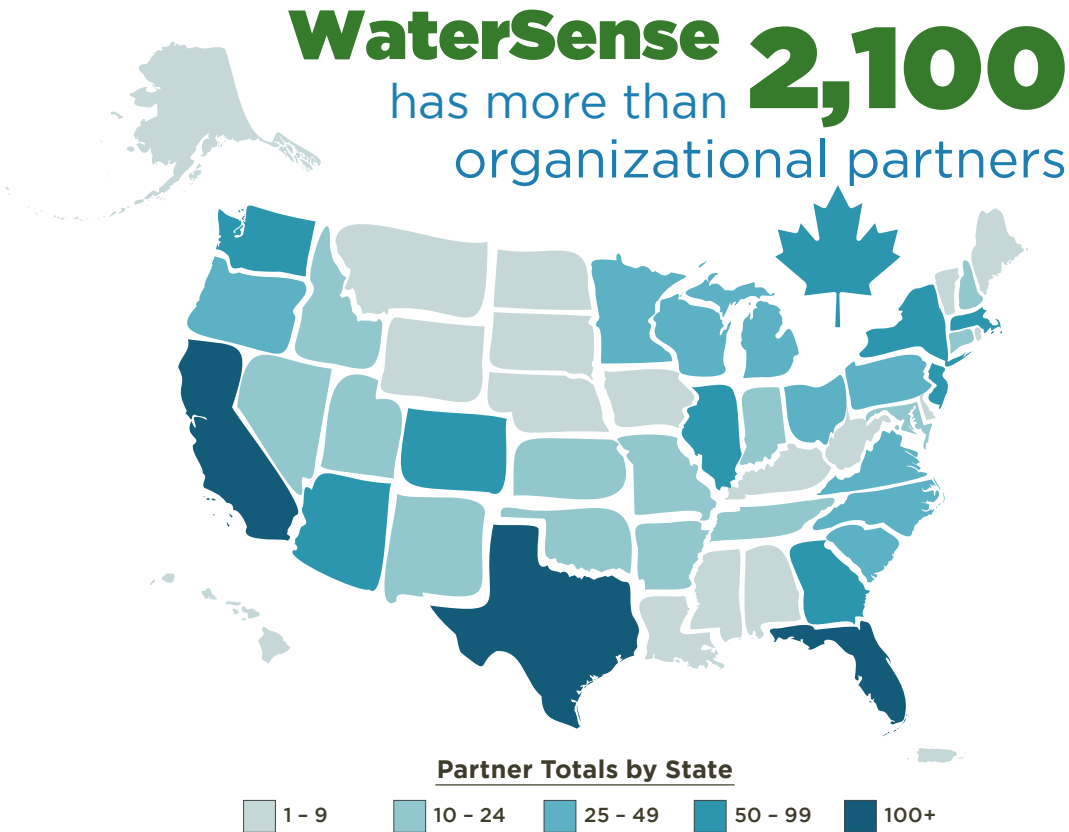 WaterSense
has more than 2,100
organizational partners
Partner Totals by State
1 – 9
10 – 24
25 – 49
50 – 99
100+